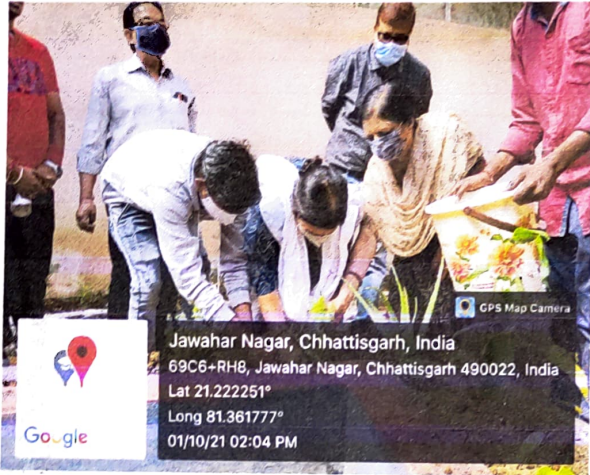 GPS Map Camera
Jawahar Nagar, Chhattisgarh, India
69C6+RH8, Jawahar Nagar, Chhattisgarh 490022, India
Lat 21.222251°
Long 81.361777°
01/10/21 02:04 PM
Google